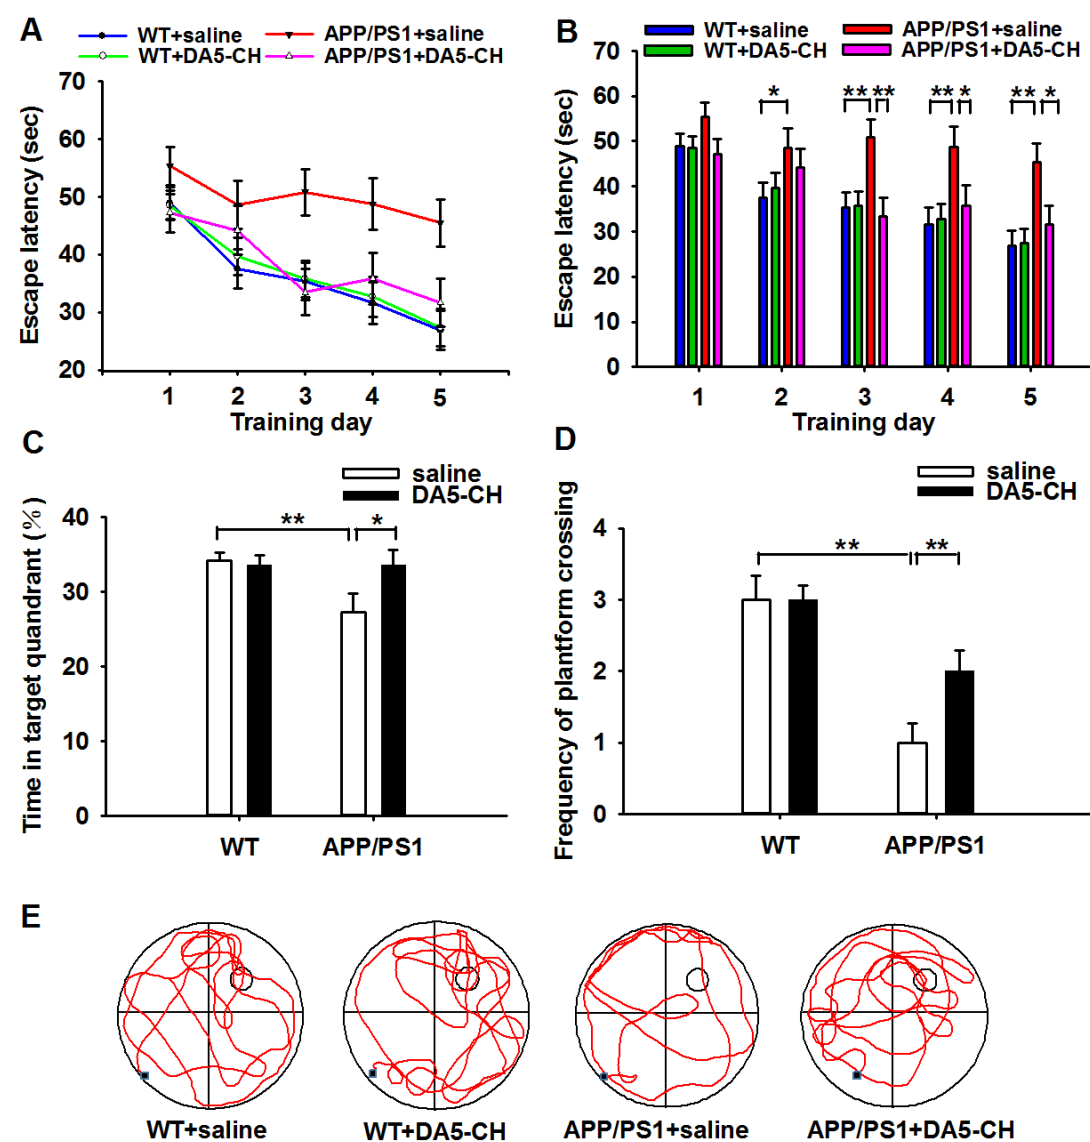 A
WT+saline
APP/PS1+saline
WT+DA5-CH
APP/PS1+DA5-CH
70
60
50
40
30
20
Escape latency (sec)
1 2 3 4 5
Training day
B
WT+saline
APP/PS1+saline
WT+DA5-CH
APP/PS1+DA5-CH
70
60
50
40
30
20
10
0
Escape latency (sec)
* ** ** ** * ** *
1 2 3 4 5
Training day
C
saline
DA5-CH
40
30
20
10
0
Time in target quandrant (%)
** *
WT APP/PS1
D
saline
DA5-CH
4
3
2
1
0
Frequency of plantform crossing
** **
WT APP/PS1
E
WT+saline WT+DA5-CH APP/PS1+saline APP/PS1+DA5-CH